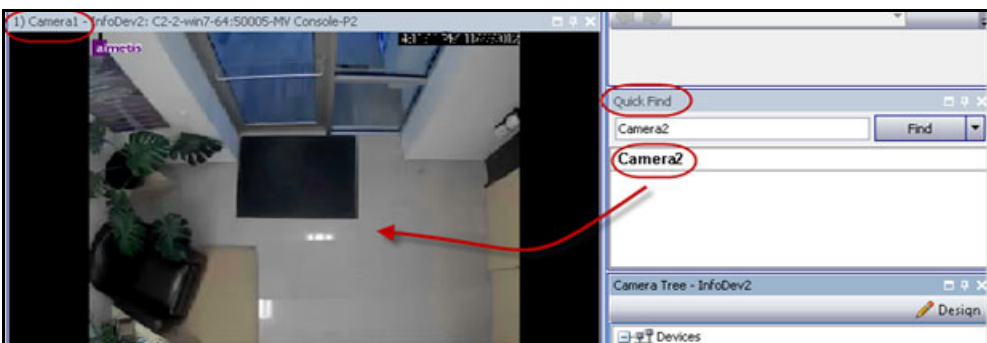 1) Camera1 - InfoDev2: C2-2-win7-64:50005-MV Console-P2
aimetis
Quick Find
Camera2
Find
Camera2
Camera Tree - InfoDev2
Design
Devices